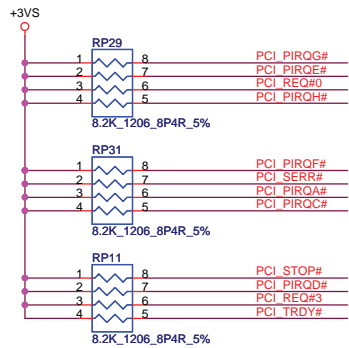 +3VS
RP29
1 8 PCI_PIRQG#
2 7 PCI_PIRQE#
3 6 PCI_REQ#0
4 5 PCI_PIRQH#
8.2K_1206_8P4R_5%
RP31
1 8 PCI_PIRQF#
2 7 PCI_SERR#
3 6 PCI_PIRQA#
4 5 PCI_PIRQC#
8.2K_1206_8P4R_5%
RP11
1 8 PCI_STOP#
2 7 PCI_PIRQD#
3 6 PCI_REQ#3
4 5 PCI_TRDY#
8.2K_1206_8P4R_5%